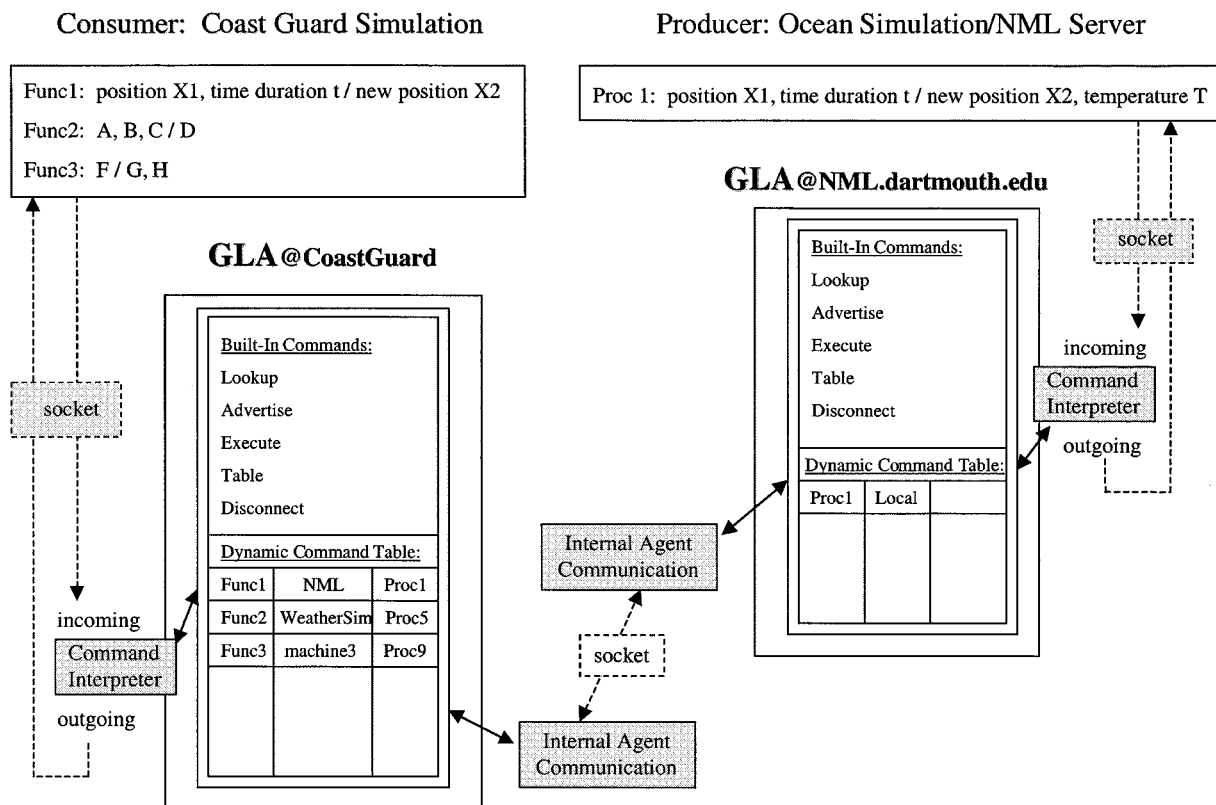 Consumer: Coast Guard Simulation
Func1: position X1, time duration t / new position X2
Func2: A, B, C / D
Func3: F / G, H
GLA@CoastGuard
Built-In Commands:
Lookup
Advertise
Execute
Table
Disconnect
Dynamic Command Table:
Func1 NML Proc1
Func2 WeatherSim Proc5
Func3 machine3 Proc9
socket
incoming
Command
Interpreter
outgoing
Internal Agent
Communication
socket
Internal Agent
Communication
Producer: Ocean Simulation/NML Server
Proc 1: position X1, time duration t / new position X2, temperature T
GLA@NML.dartmouth.edu
Built-In Commands:
Lookup
Advertise
Execute
Table
Disconnect
Dynamic Command Table:
Proc1 Local
socket
incoming
Command
Interpreter
outgoing